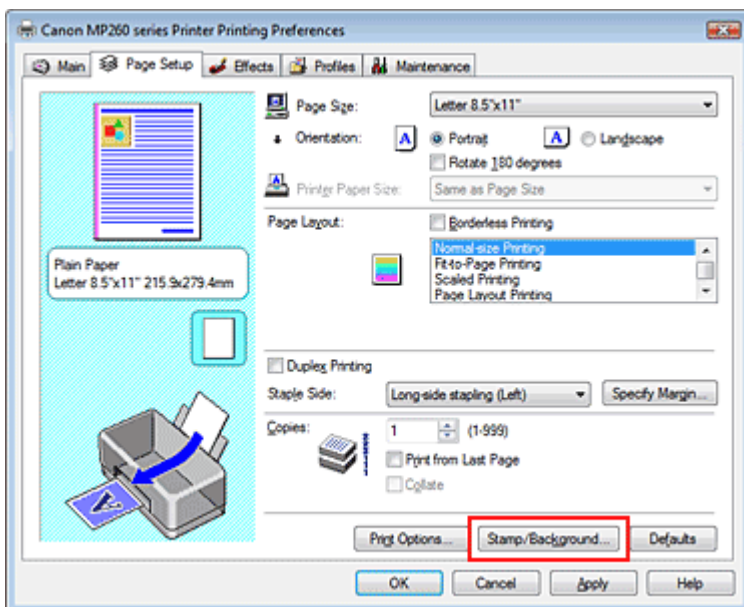 Canon MP260 series Printer Printing Preferences
Main Page Setup Effects Profiles Maintenance
Page Size: Letter 8.5"x11"
Orientation: A Portrait A Landscape
Rotate 180 degrees
Printer Paper Size: Same as Page Size
Page Layout: Borderless Printing
Normal-size Printing
Fit-to-Page Printing
Scaled Printing
Page Layout Printing
Plain Paper
Letter 8.5"x11" 215.9x279.4mm
Duplex Printing
Staple Side: Long-side stapling (Left) Specify Margin...
Copies: 1 (1-999)
Print from Last Page
Collate
A
Print Options... Stamp/Background... Defaults
OK Cancel Apply Help